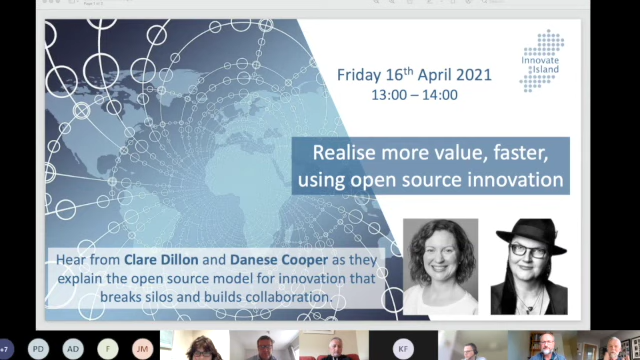 Friday 16th April 2021
13:00 – 14:00
Innovate
Island
Realise more value, faster,
using open source innovation
Hear from Clare Dillon and Danese Cooper as they
explain the open source model for innovation that
breaks silos and builds collaboration.
+7
PD
AD
F
JM
KF